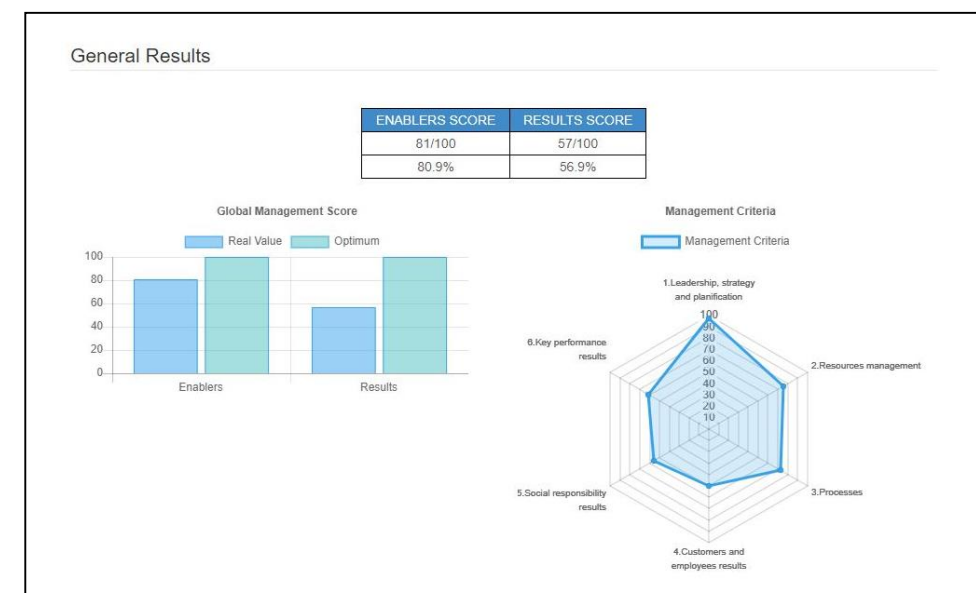 General Results
ENABLERS SCORE RESULTS SCORE
81/100 57/100
80.9% 56.9%
Global Management Score
Real Value Optimum
100
80
60
40
20
0
Enablers Results
Management Criteria
Management Criteria
1.Leadership, strategy
and planification
100
90
80
70
60
50
40
30
20
10
6.Key performance
results
2.Resources management
5.Social responsibility
results
3.Processes
4.Customers and
employees results